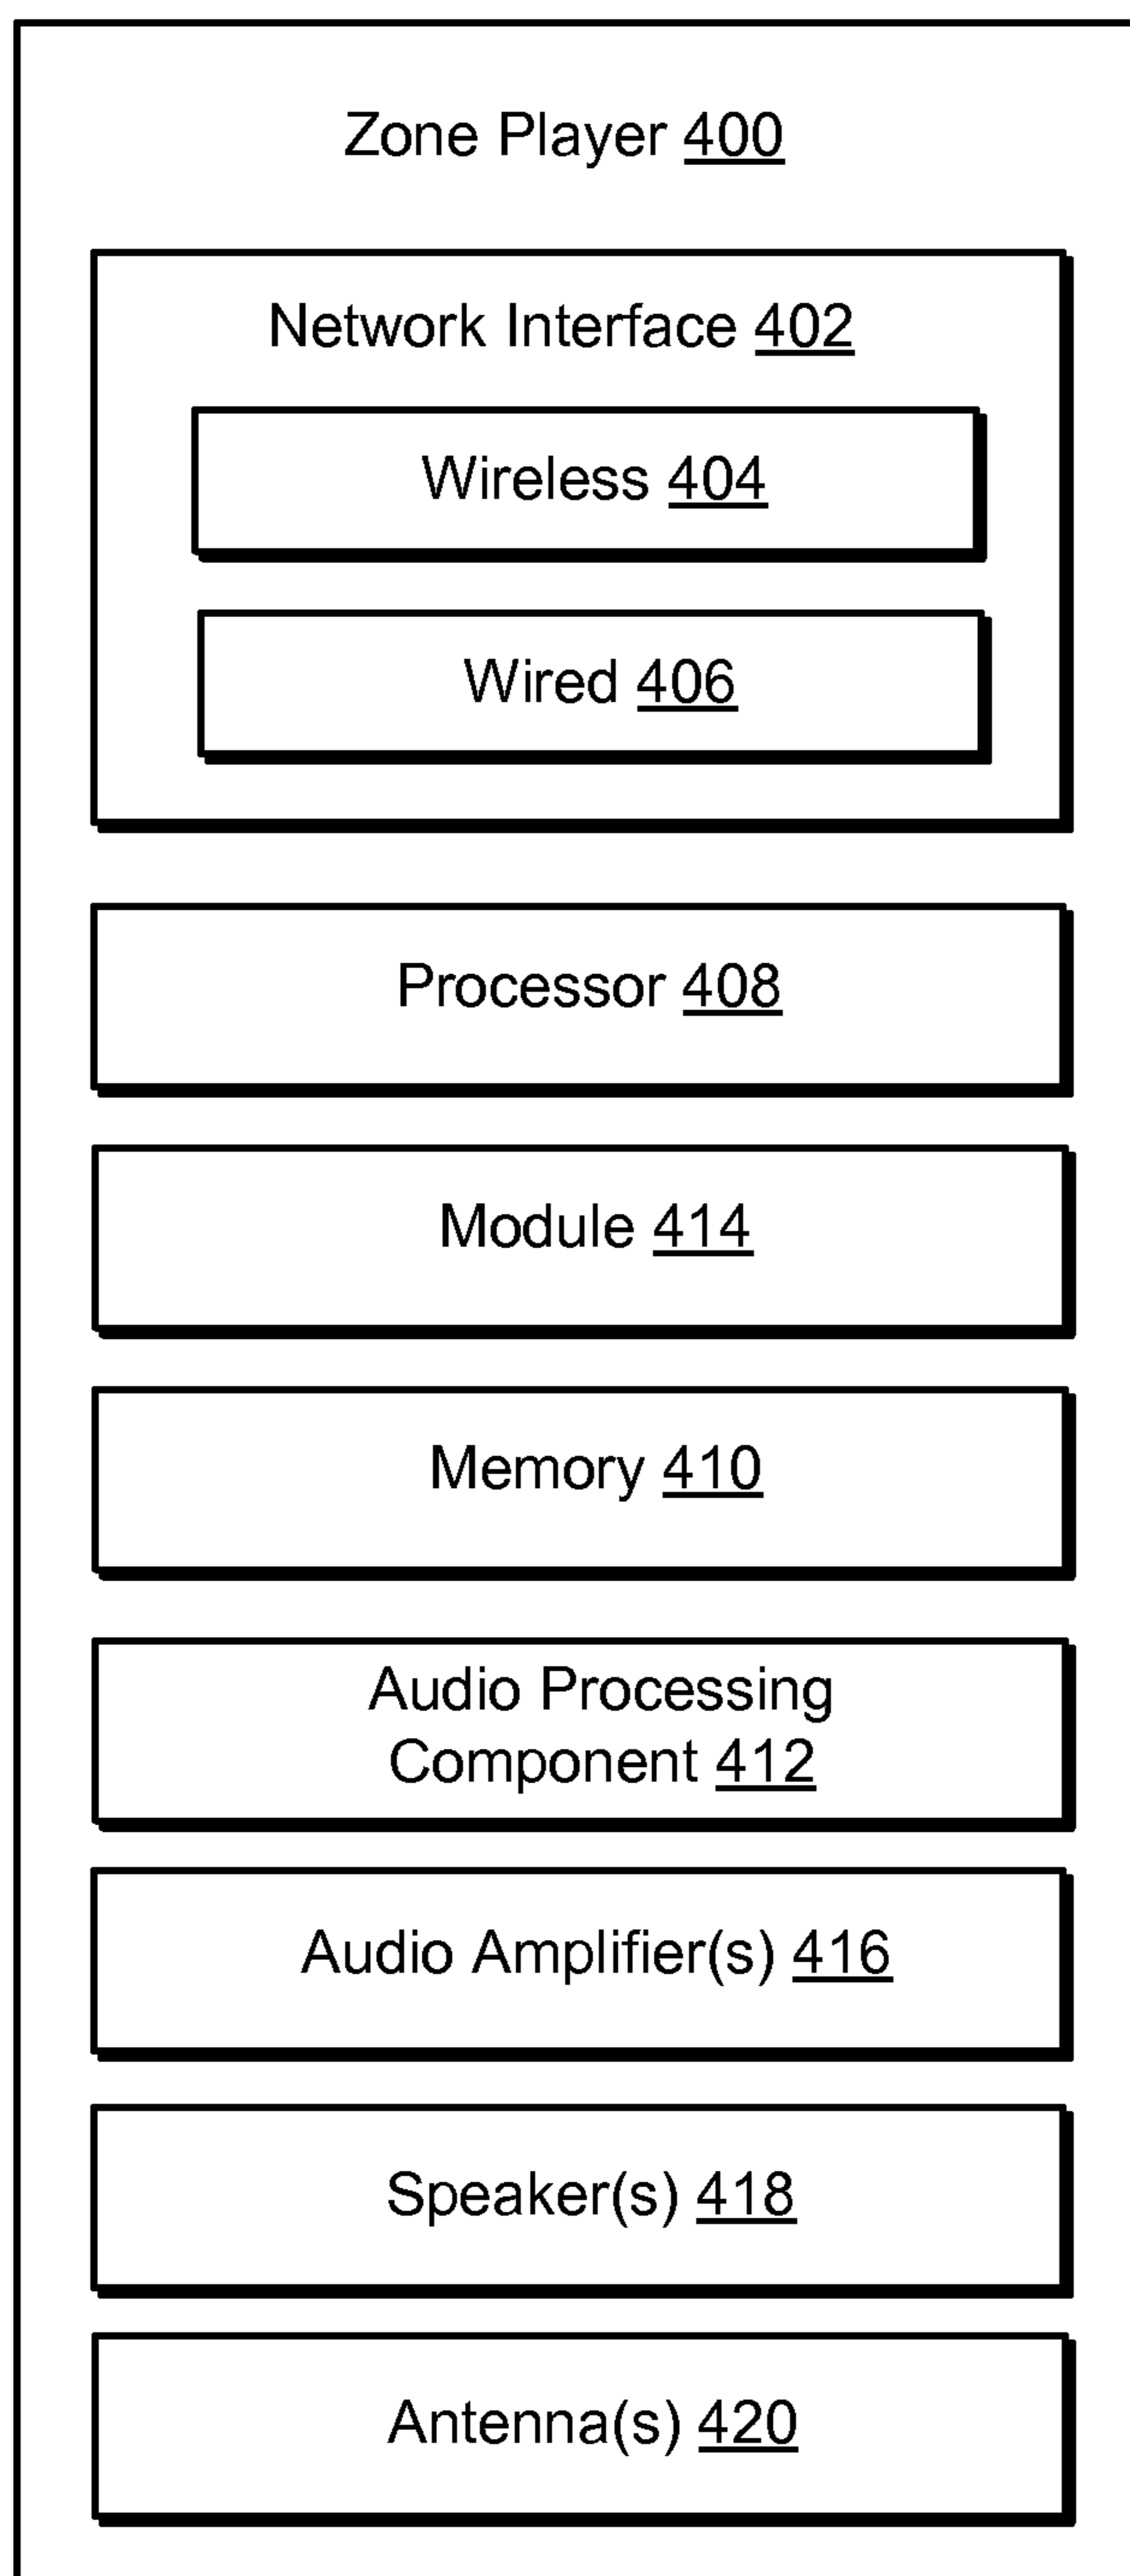 Zone Player 400
Network Interface 402
Wireless 404
Wired 406
Processor 408
Module 414
Memory 410
Audio Processing
Component 412
Audio Amplifier(s) 416
Speaker(s) 418
Antenna(s) 420